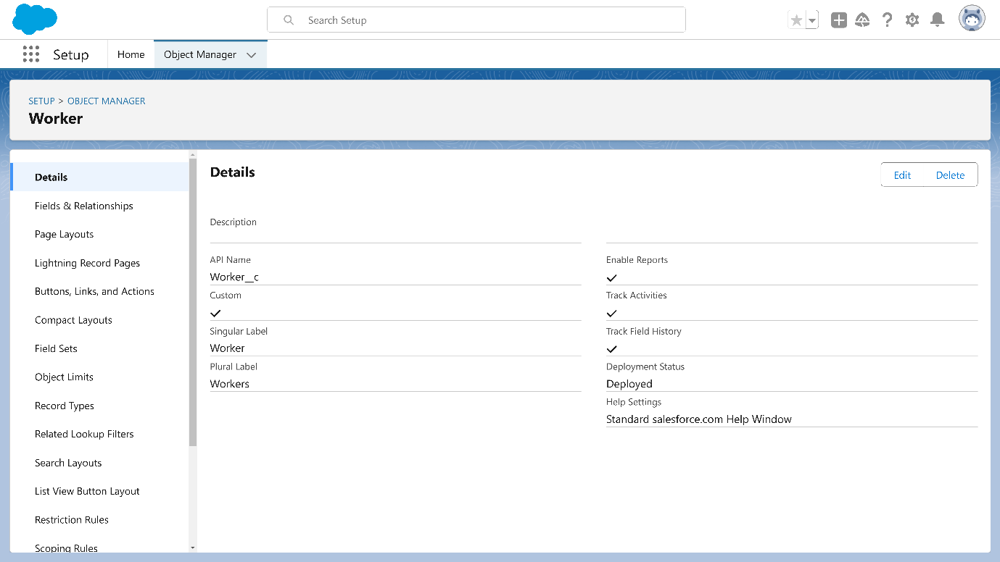 Search Setup
Setup
Home
Object Manager
SETUP > OBJECT MANAGER
Worker
Details
Fields & Relationships
Page Layouts
Lightning Record Pages
Buttons, Links, and Actions
Compact Layouts
Field Sets
Object Limits
Record Types
Related Lookup Filters
Search Layouts
List View Button Layout
Restriction Rules
Scoping Rules
Details
Edit
Delete
Description
API Name
Worker__c
Custom
Singular Label
Worker
Plural Label
Workers
Enable Reports
Track Activities
Track Field History
Deployment Status
Deployed
Help Settings
Standard salesforce.com Help Window